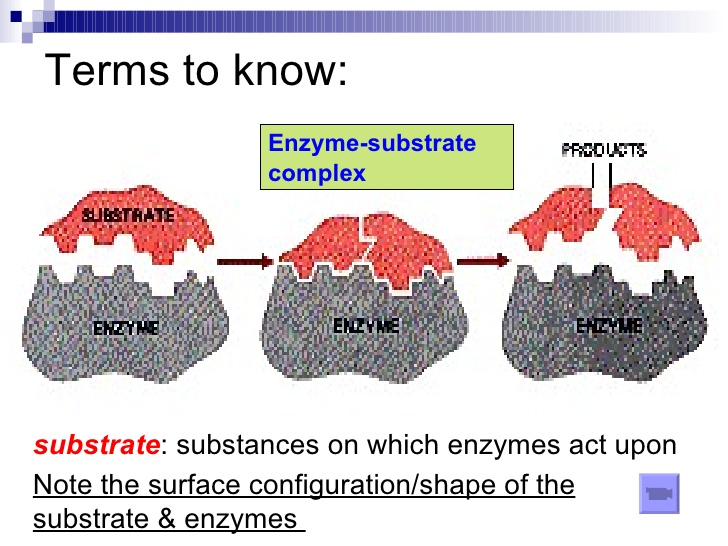 Terms to know:
Enzyme-substrate
complex
PRODUCTS
SUBSTRATE
ENZYME
ENZYME
ENZYME
substrate: substances on which enzymes act upon
Note the surface configuration/shape of the
substrate & enzymes